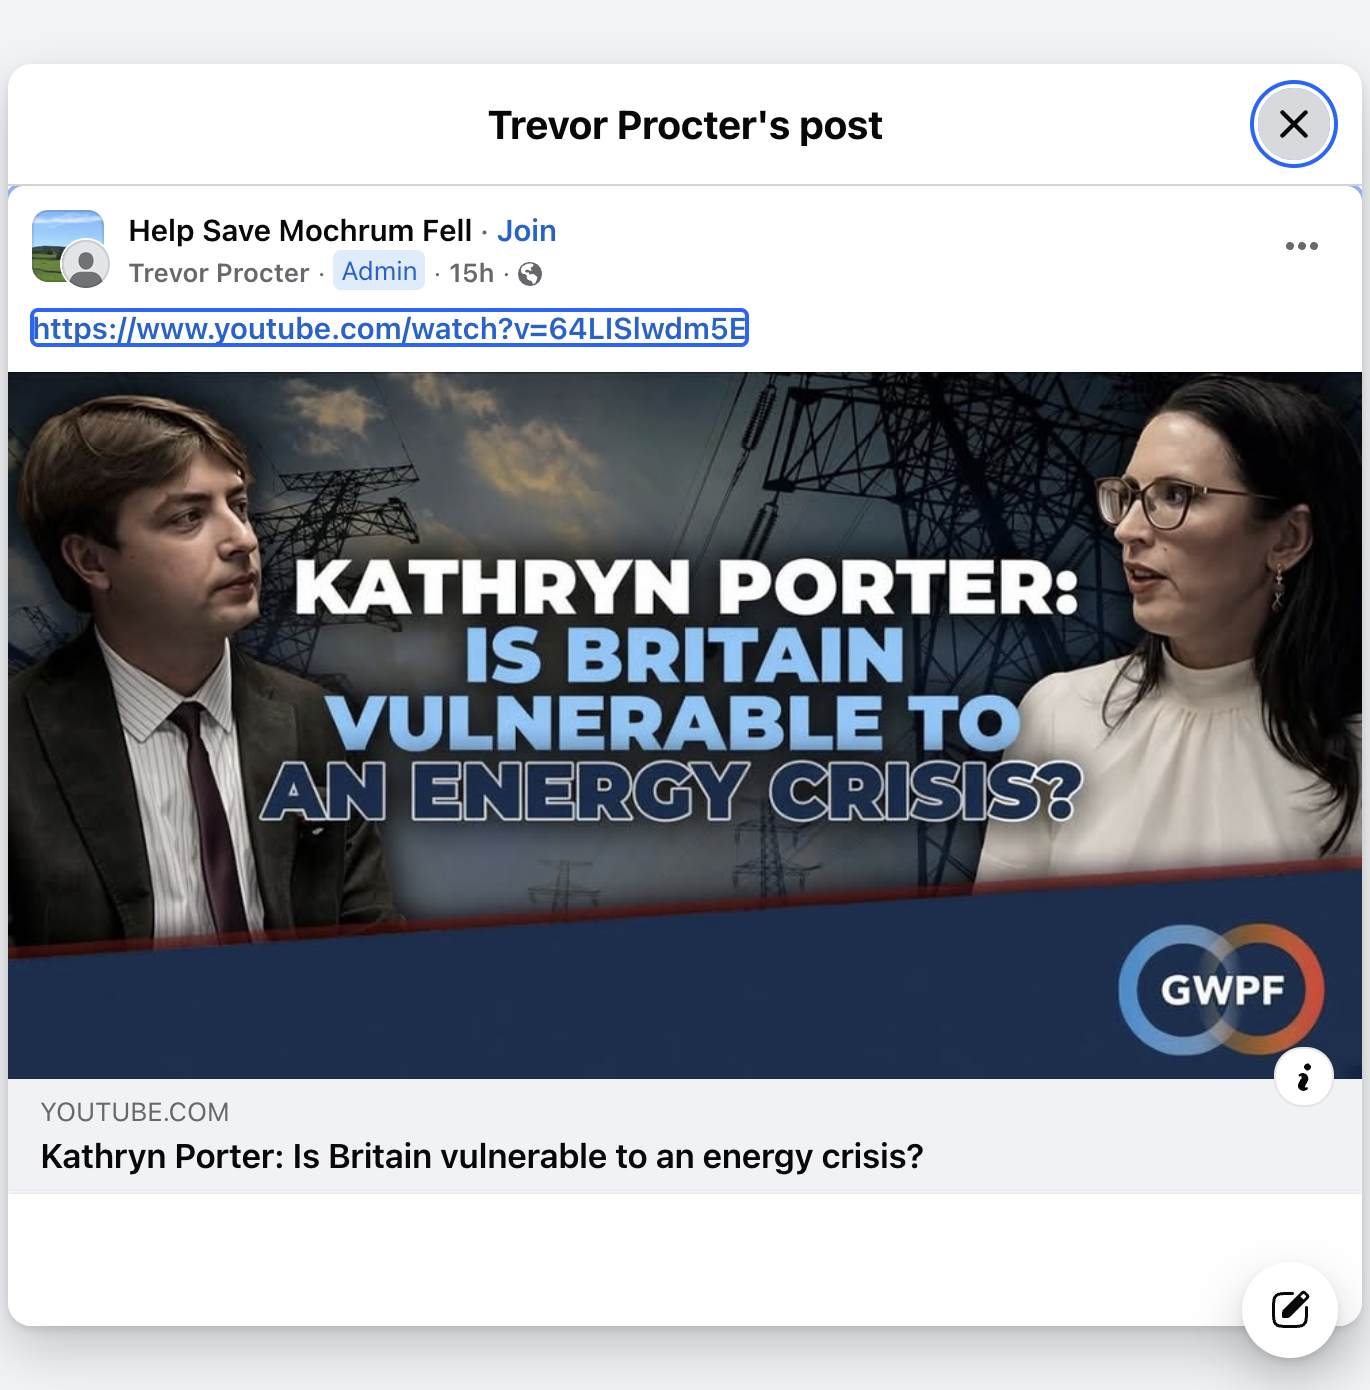 Trevor Procter's post
Help Save Mochrum Fell · Join
Trevor Procter · Admin · 15h ·
https://www.youtube.com/watch?v=64LISlwdm5E
KATHRYN PORTER:
IS BRITAIN
VULNERABLE TO
AN ENERGY CRISIS?
GWPF
YOUTUBE.COM
Kathryn Porter: Is Britain vulnerable to an energy crisis?